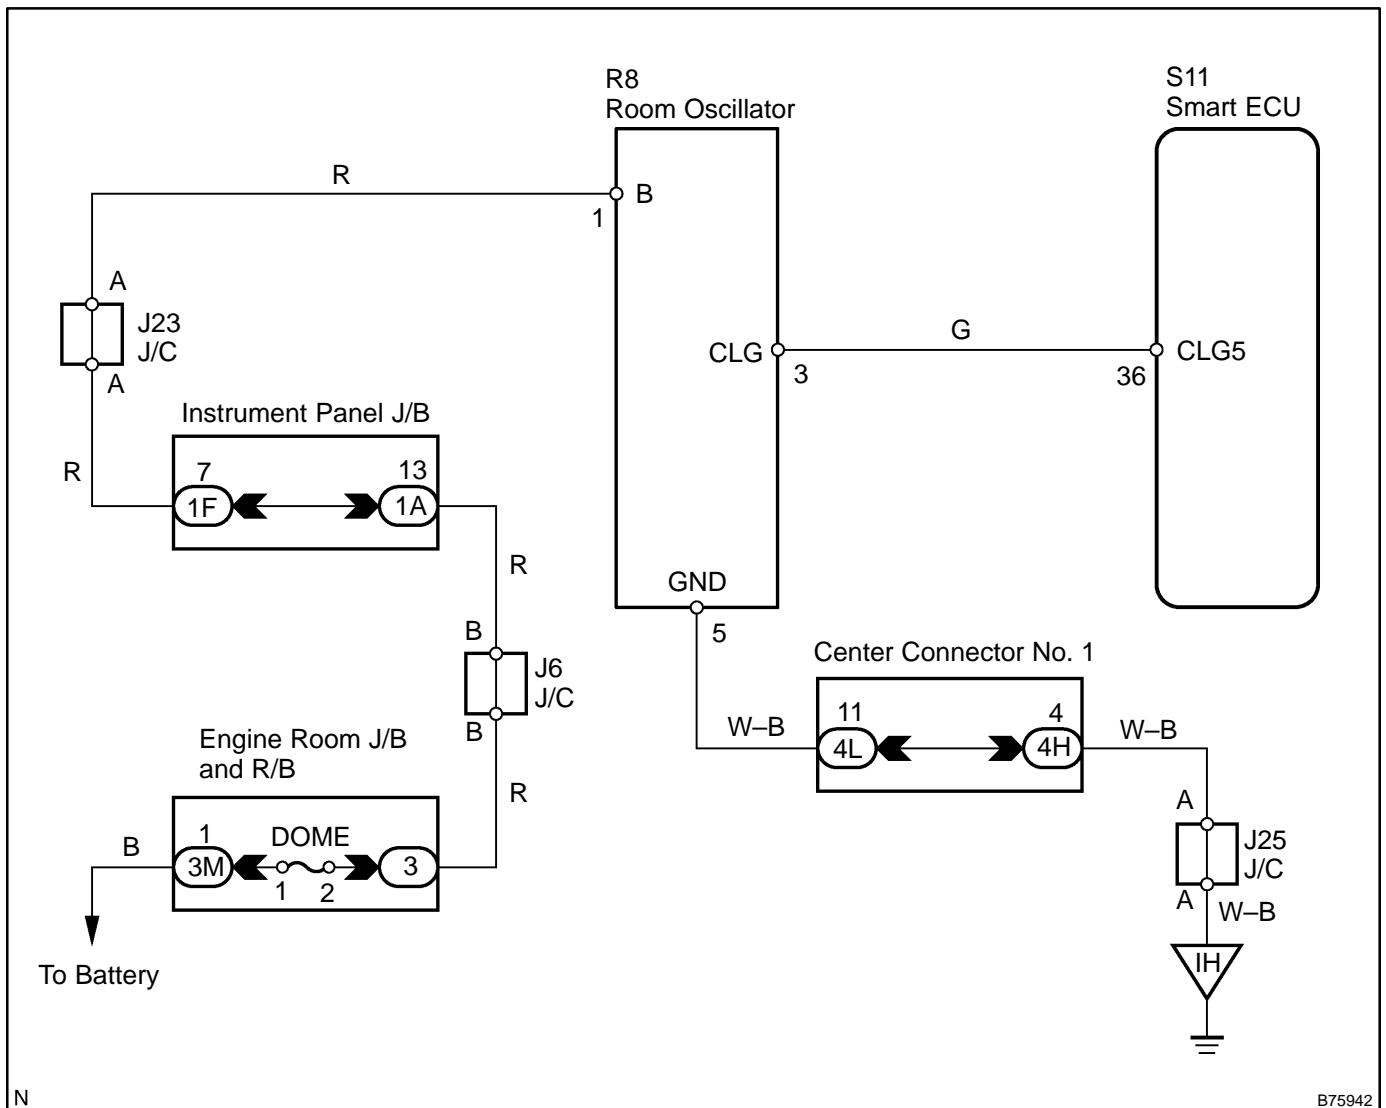 R8
Room Oscillator
S11
Smart ECU
R
B
1
A
J23
J/C
A
CLG
3
G
36
CLG5
Instrument Panel J/B
R
7
13
1F
1A
R
GND
5
B
J6
J/C
B
Center Connector No. 1
11
4
W–B
4L
4H
W–B
Engine Room J/B
and R/B
R
A
J25
J/C
A
W–B
B
1
DOME
3M
3
1
2
IH
To Battery
N
B75942